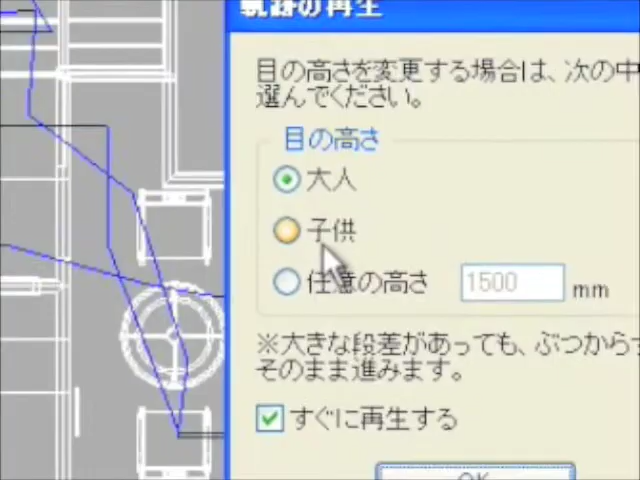 軌跡の再生
目の高さを変更する場合は、次の中
選んでください。
目の高さ
大人
子供
任意の高さ 1500 mm
※大きな段差があっても、ぶつからず
そのまま進みます。
すぐに再生する
OK